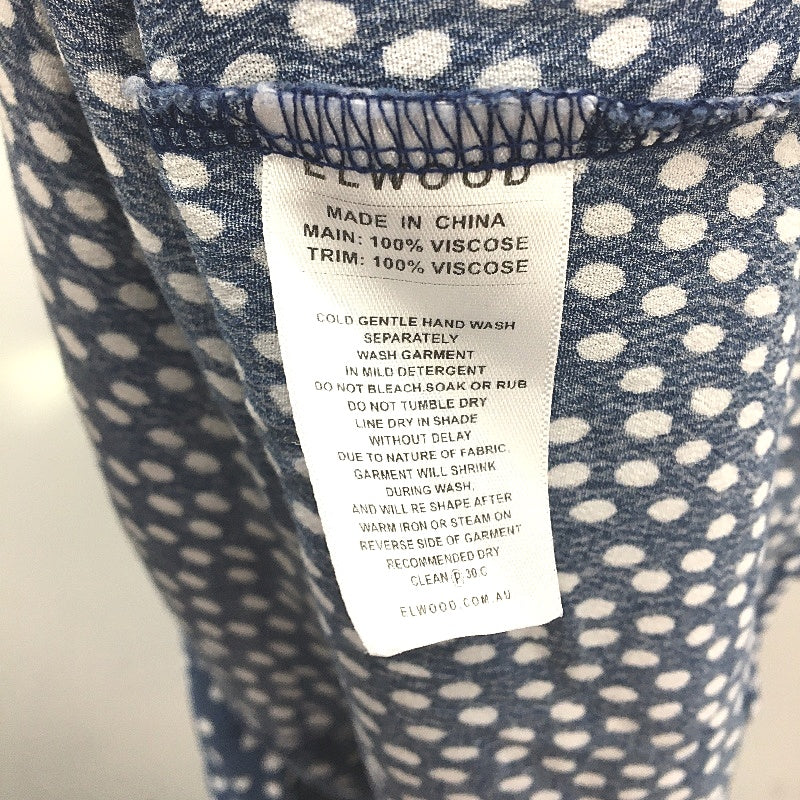 ELWOOD
MADE IN CHINA
MAIN: 100% VISCOSE
TRIM: 100% VISCOSE
COLD GENTLE HAND WASH
SEPARATELY
WASH GARMENT
IN MILD DETERGENT
DO NOT BLEACH.SOAK OR RUB
DO NOT TUMBLE DRY
LINE DRY IN SHADE
WITHOUT DELAY
DUE TO NATURE OF FABRIC,
GARMENT WILL SHRINK
DURING WASH,
AND WILL RE SHAPE AFTER
WARM IRON OR STEAM ON
REVERSE SIDE OF GARMENT
RECOMMENDED DRY
CLEAN Ⓟ 30 C
ELWOOD.COM.AU